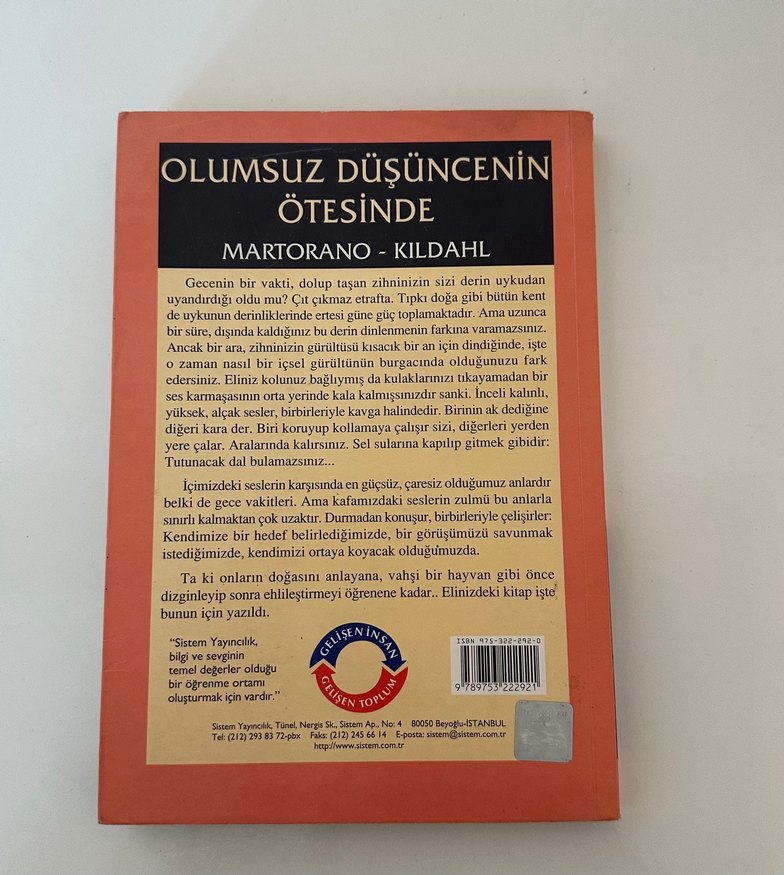 OLUMSUZ DÜŞÜNCENİN
ÖTESİNDE
MARTORANO - KILDAHL
Gecenin bir vakti, dolup taşan zihninizin sizi derin uykudan
uyandırdığı oldu mu? Çıt çıkmaz etrafta. Tıpkı doğa gibi bütün kent
de uykunun derinliklerinde ertesi güne güç toplamaktadır. Ama uzunca
bir süre, dışında kaldığınız bu derin dinlenmenin farkına varamazsınız.
Ancak bir ara, zihninizin gürültüsü kısacık bir an için dindiğinde, işte
o zaman nasıl bir içsel gürültünün burgacında olduğunuzu fark
edersiniz. Eliniz kolunuz bağlıymış da kulaklarınızı tıkayamadan bir
ses karmaşasının orta yerinde kala kalmışsınızdır sanki. İnceli kalınlı,
yüksek, alçak sesler, birbirleriyle kavga halindedir. Birinin ak dediğine
diğeri kara der. Biri koruyup kollamaya çalışır sizi, diğerleri yerden
yere çalar. Aralarında kalırsınız. Sel sularına kapılıp gitmek gibidir:
Tutunacak dal bulamazsınız...
İçimizdeki seslerin karşısında en güçsüz, çaresiz olduğumuz anlardır
belki de gece vakitleri. Ama kafamızdaki seslerin zulmü bu anlarla
sınırlı kalmaktan çok uzaktır. Durmadan konuşur, birbirleriyle çelişirler:
Kendimize bir hedef belirlediğimizde, bir görüşümüzü savunmak
istediğimizde, kendimizi ortaya koyacak olduğumuzda.
Ta ki onların doğasını anlayana, vahşi bir hayvan gibi önce
dizginleyip sonra ehlileştirmeyi öğrenene kadar.. Elinizdeki kitap işte
bunun için yazıldı.
"Sistem Yayıncılık,
bilgi ve sevginin
temel değerler olduğu
bir öğrenme ortamı
oluşturmak için vardır."
GELİŞEN İNSAN
GELİŞEN TOPLUM
ISBN 975-322-292-0
9 789753 222921
Sistem Yayıncılık, Tünel, Nergis Sk., Sistem Ap., No: 4 80050 Beyoğlu-İSTANBUL
Tel: (212) 293 83 72-pbx Faks: (212) 245 66 14 E-posta: sistem@sistem.com.tr
http://www.sistem.com.tr